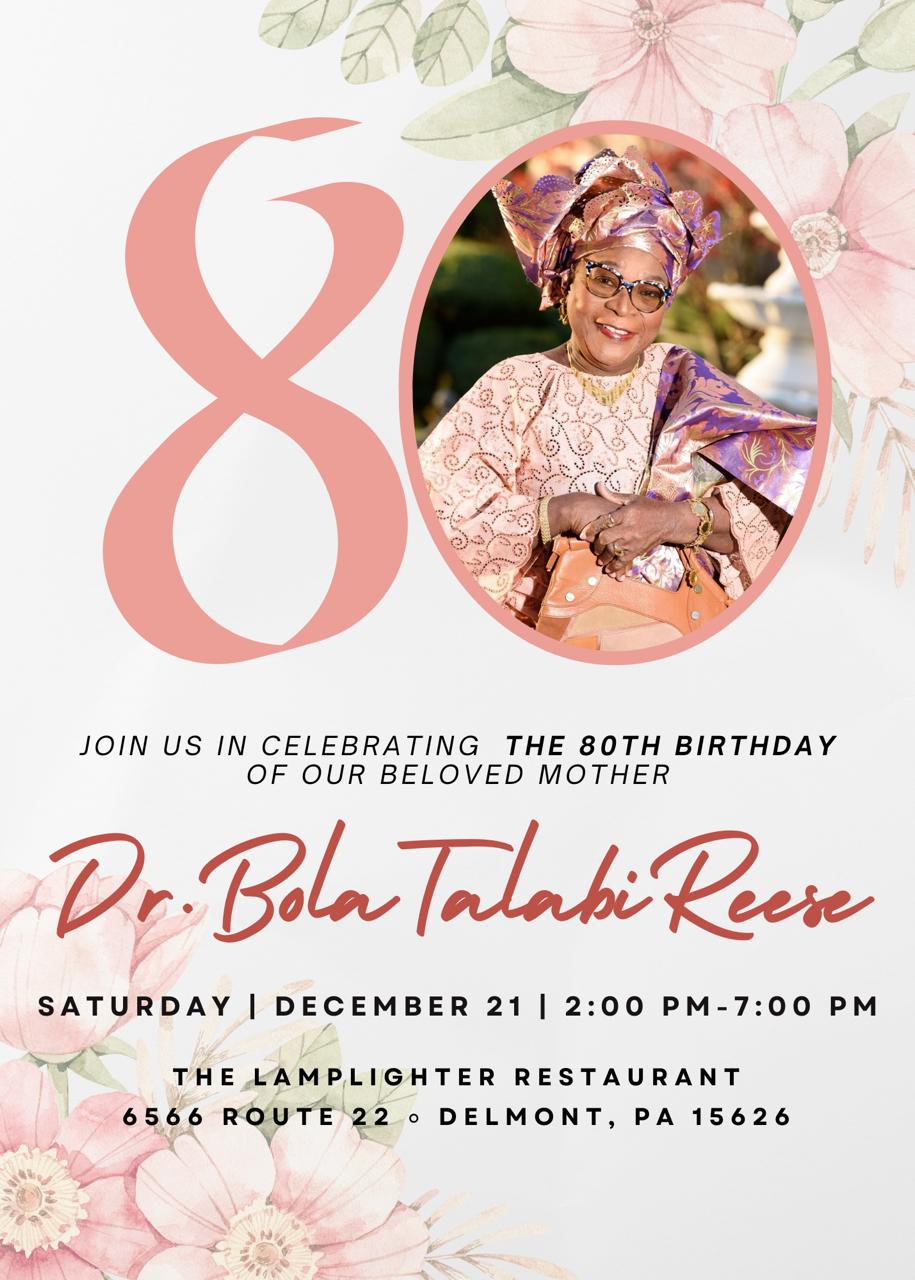 80
JOIN US IN CELEBRATING THE 80TH BIRTHDAY
OF OUR BELOVED MOTHER
Dr. Bola Talabi Reese
SATURDAY | DECEMBER 21 | 2:00 PM-7:00 PM
THE LAMPLIGHTER RESTAURANT
6566 ROUTE 22 ◦ DELMONT, PA 15626